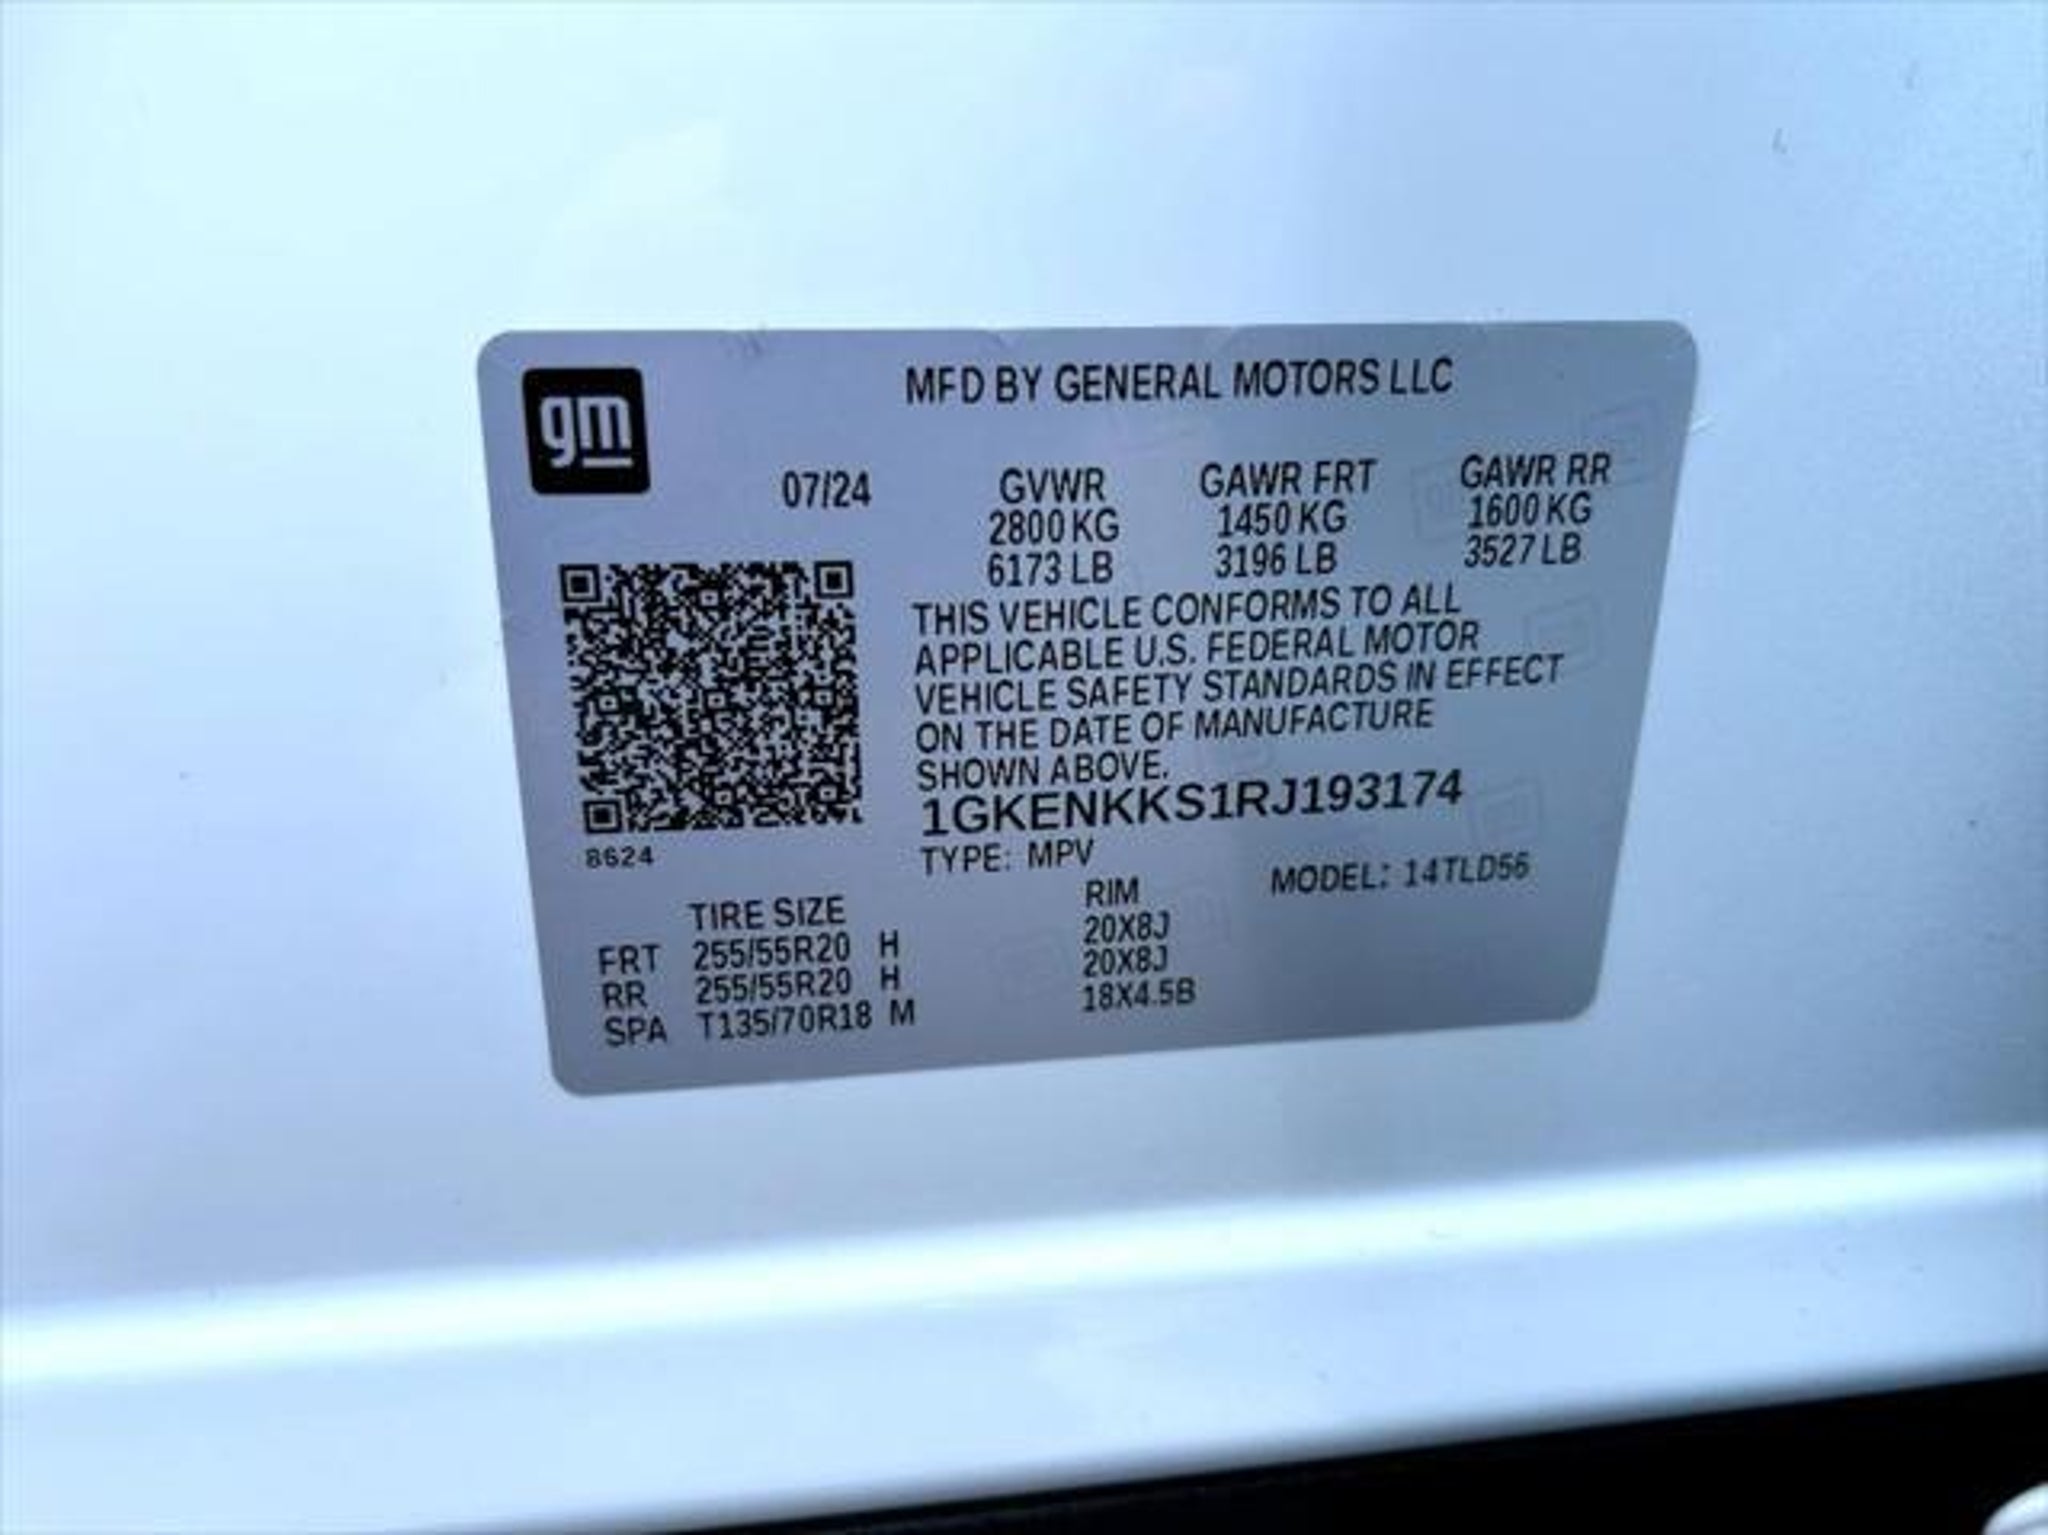 gm
MFD BY GENERAL MOTORS LLC
07/24
GVWR GAWR FRT GAWR RR
2800 KG 1450 KG 1600 KG
6173 LB 3196 LB 3527 LB
THIS VEHICLE CONFORMS TO ALL
APPLICABLE U.S. FEDERAL MOTOR
VEHICLE SAFETY STANDARDS IN EFFECT
ON THE DATE OF MANUFACTURE
SHOWN ABOVE.
1GKENKKS1RJ193174
8624
TYPE: MPV MODEL: 14TLD56
TIRE SIZE RIM
FRT 255/55R20 H 20X8J
RR 255/55R20 H 20X8J
SPA T135/70R18 M 18X4.5B